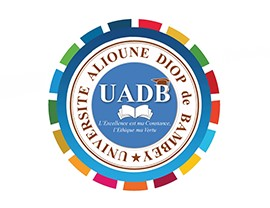 UNIVERSITE ALIOUNE DIOP de BAMBEY
UADB
L'Excellence est ma Constance,
l'Ethique ma Vertu